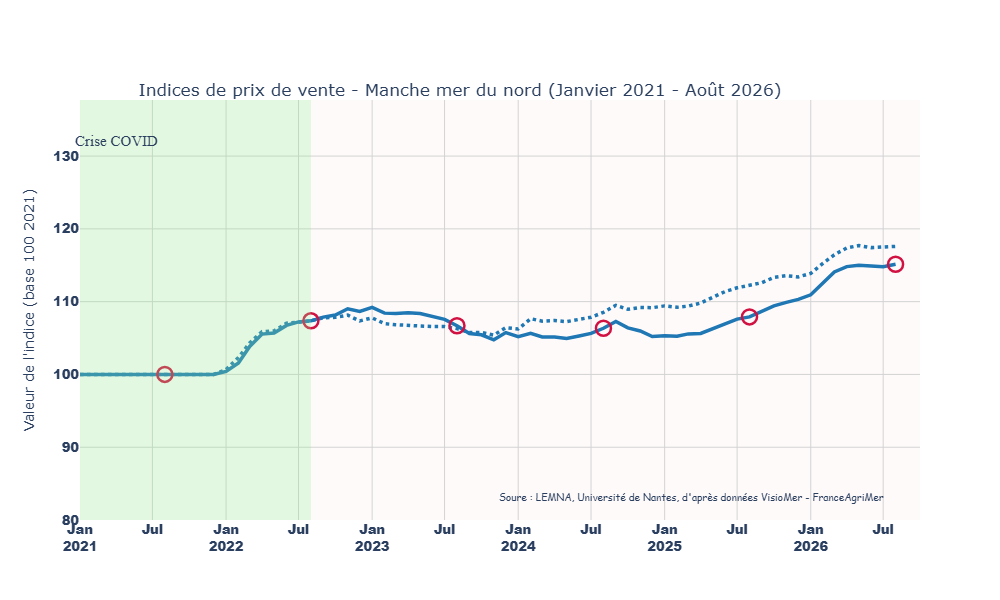 Indices de prix de vente - Manche mer du nord (Janvier 2021 - Août 2026)
Crise COVID
Valeur de l'indice (base 100 2021)
130
120
110
100
90
80
Soure : LEMNA, Université de Nantes, d'après données VisioMer - FranceAgriMer
Jan Jul Jan Jul Jan Jul Jan Jul Jan Jul Jan Jul
2021 2022 2023 2024 2025 2026